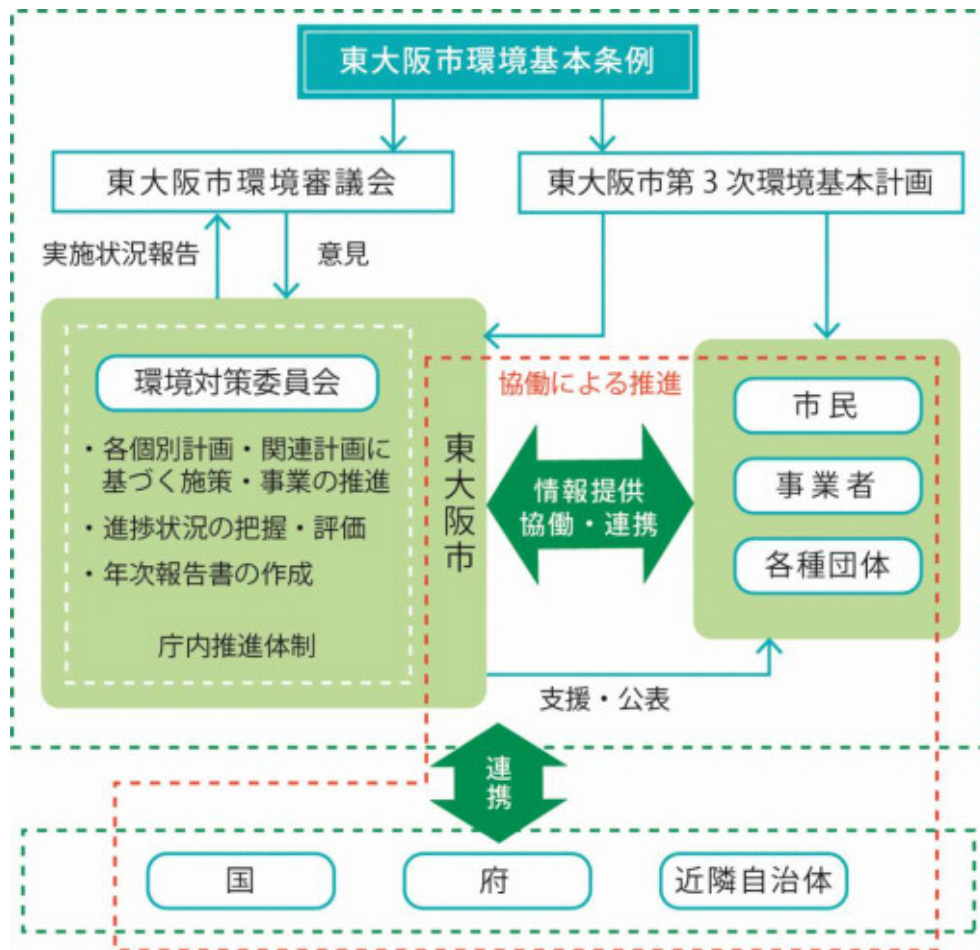 東大阪市環境基本条例
東大阪市環境審議会
東大阪市第3次環境基本計画
実施状況報告
意見
環境対策委員会
・各個別計画・関連計画に
基づく施策・事業の推進
・進捗状況の把握・評価
・年次報告書の作成
庁内推進体制
東大阪市
協働による推進
情報提供
協働・連携
市民
事業者
各種団体
支援・公表
連携
国
府
近隣自治体